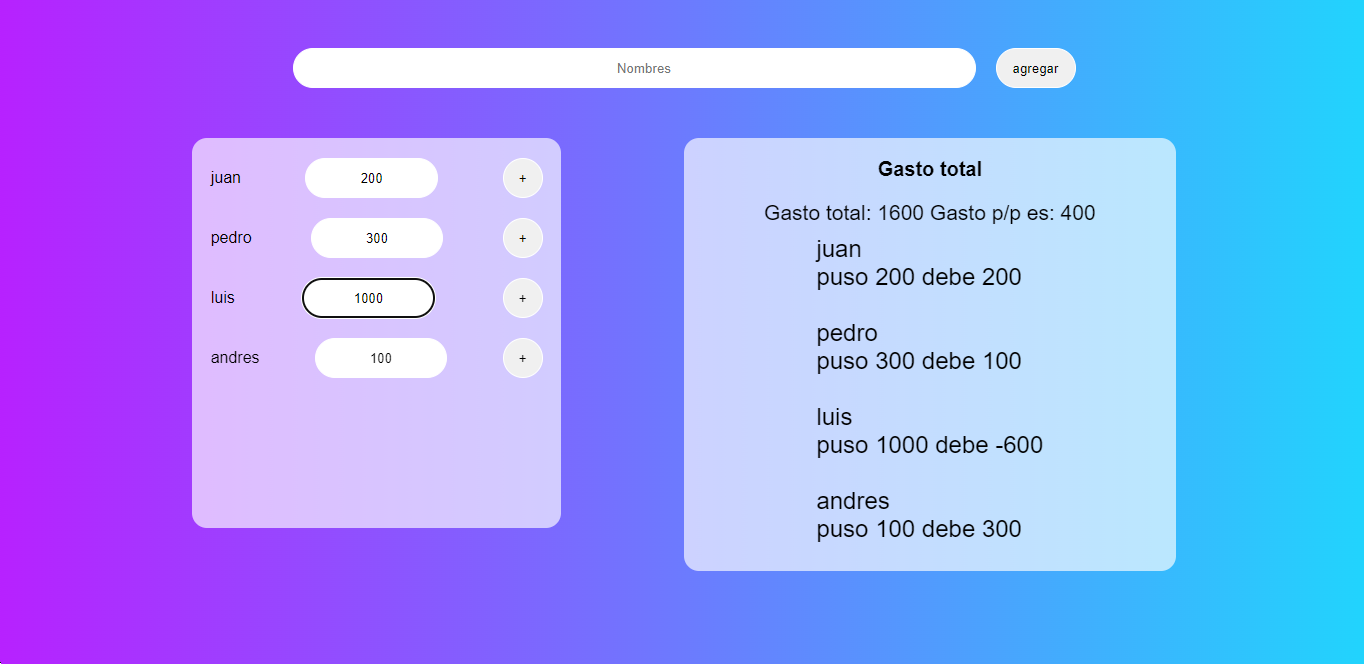 Nombres
agregar
juan
200
+
pedro
300
+
luis
1000
+
andres
100
+
Gasto total
Gasto total: 1600 Gasto p/p es: 400
juan
puso 200 debe 200
pedro
puso 300 debe 100
luis
puso 1000 debe -600
andres
puso 100 debe 300